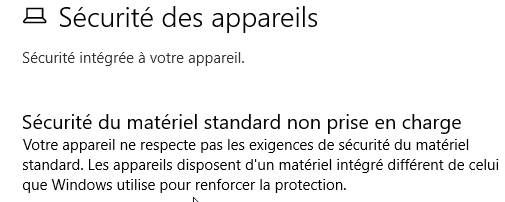 Sécurité des appareils
Sécurité intégrée à votre appareil.
Sécurité du matériel standard non prise en charge
Votre appareil ne respecte pas les exigences de sécurité du matériel
standard. Les appareils disposent d'un matériel intégré différent de celui
que Windows utilise pour renforcer la protection.